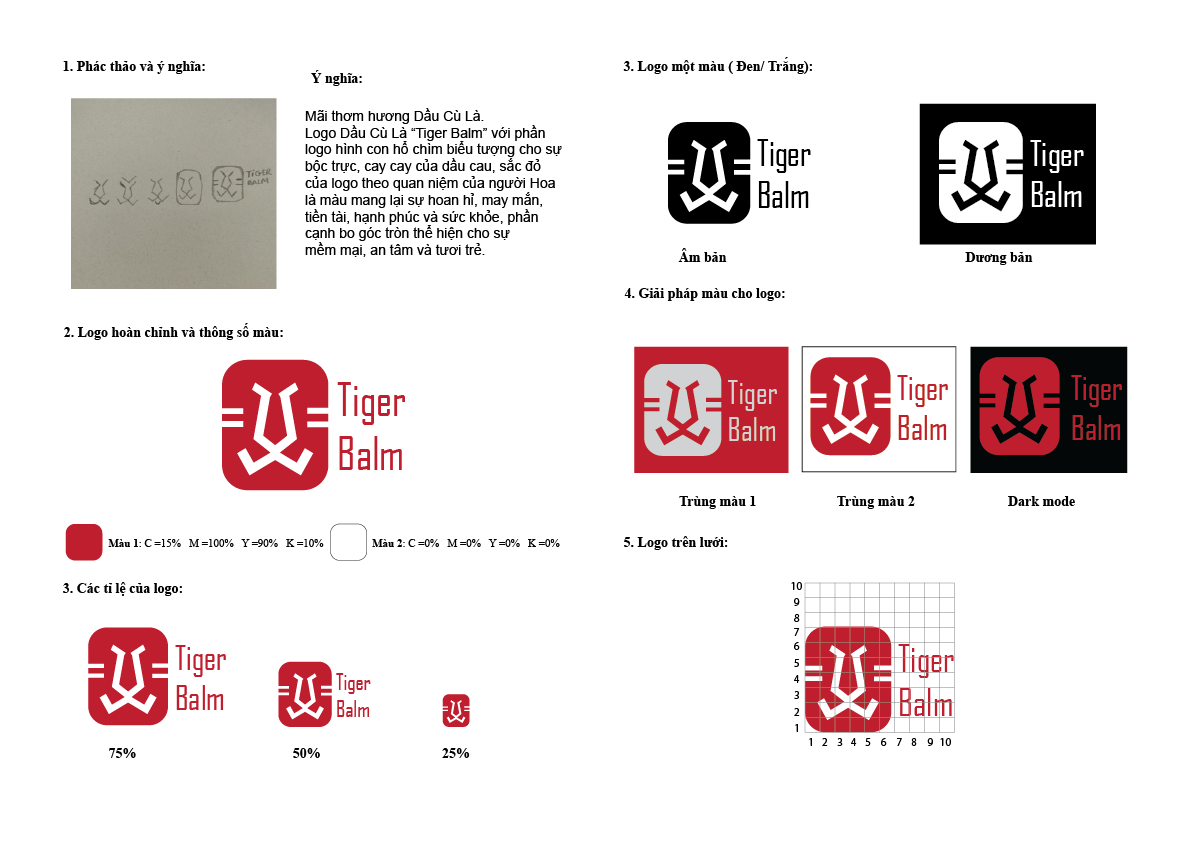 1. Phác thảo và ý nghĩa:
Ý nghĩa:
TIGER
BALM
Mãi thơm hương Dầu Cù Là.
Logo Dầu Cù Là “Tiger Balm” với phần
logo hình con hổ chìm biểu tượng cho sự
bộc trực, cay cay của dầu cau, sắc đỏ
của logo theo quan niệm của người Hoa
là màu mang lại sự hoan hỉ, may mắn,
tiền tài, hạnh phúc và sức khỏe, phần
cạnh bo góc tròn thể hiện cho sự
mềm mại, an tâm và tươi trẻ.
2. Logo hoàn chỉnh và thông số màu:
Tiger
Balm
Màu 1: C =15% M =100% Y =90% K =10%
Màu 2: C =0% M =0% Y =0% K =0%
3. Các tỉ lệ của logo:
Tiger
Balm
Tiger
Balm
75%
50%
25%
3. Logo một màu ( Đen/ Trắng):
Tiger
Balm
Tiger
Balm
Âm bản
Dương bản
4. Giải pháp màu cho logo:
Tiger
Balm
Tiger
Balm
Tiger
Balm
Trùng màu 1
Trùng màu 2
Dark mode
5. Logo trên lưới:
10
9
8
7
6
5
4
3
2
1
Tiger
Balm
1 2 3 4 5 6 7 8 9 10